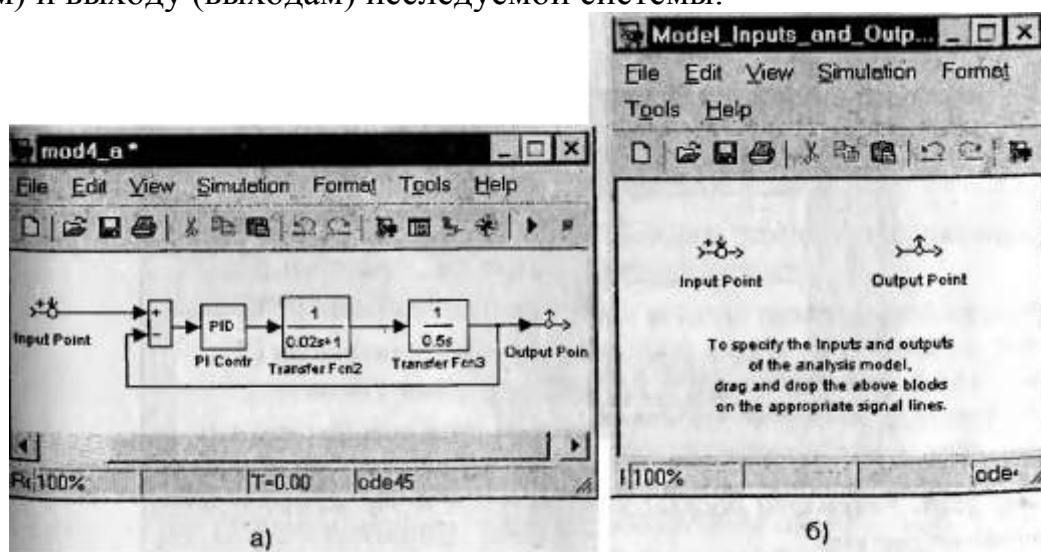 к выходу (выходам) исследуемой системы.
Model_Inputs_and_Outp...
File Edit View Simulation Format
Tools Help
Input Point
Output Point
To specify the Inputs and outputs
of the analysis model,
drag and drop the above blocks
on the appropriate signal lines.
100%
ode
б)
mod4_a *
File Edit View Simulation Format Tools Help
Input Point
+
−
PID
PI Contr
1
0.02s+1
Transfer Fcn2
1
0.5s
Transfer Fcn3
Output Poin
100%
T=0.00
ode45
а)